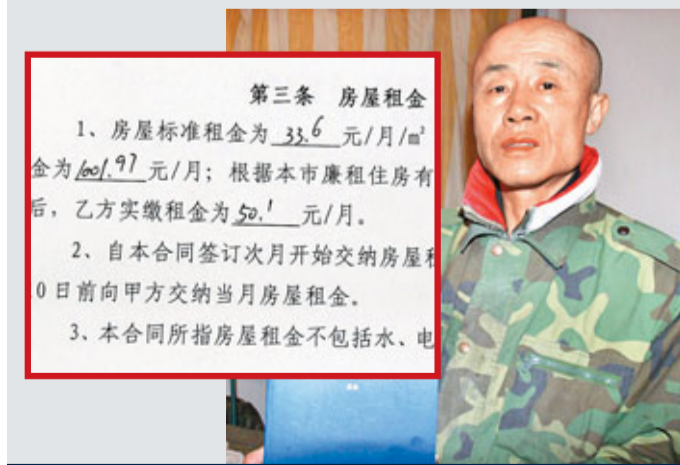 第三条 房屋租金
1、房屋标准租金为 33.6 元/月/㎡
金为 1001.97 元/月；根据本市廉租住房有
后，乙方实缴租金为 50.1 元/月。
2、自本合同签订次月开始交纳房屋租
0日前向甲方交纳当月房屋租金。
3、本合同所指房屋租金不包括水、电